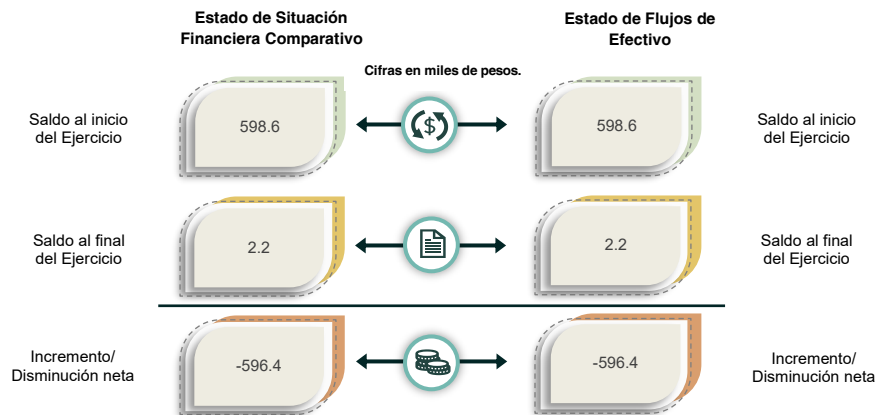 Estado de Situación
Financiera Comparativo
Estado de Flujos de
Efectivo
Cifras en miles de pesos.
Saldo al inicio
del Ejercicio
598.6
$
598.6
Saldo al inicio
del Ejercicio
Saldo al final
del Ejercicio
2.2
2.2
Saldo al final
del Ejercicio
Incremento/
Disminución neta
-596.4
-596.4
Incremento/
Disminución neta